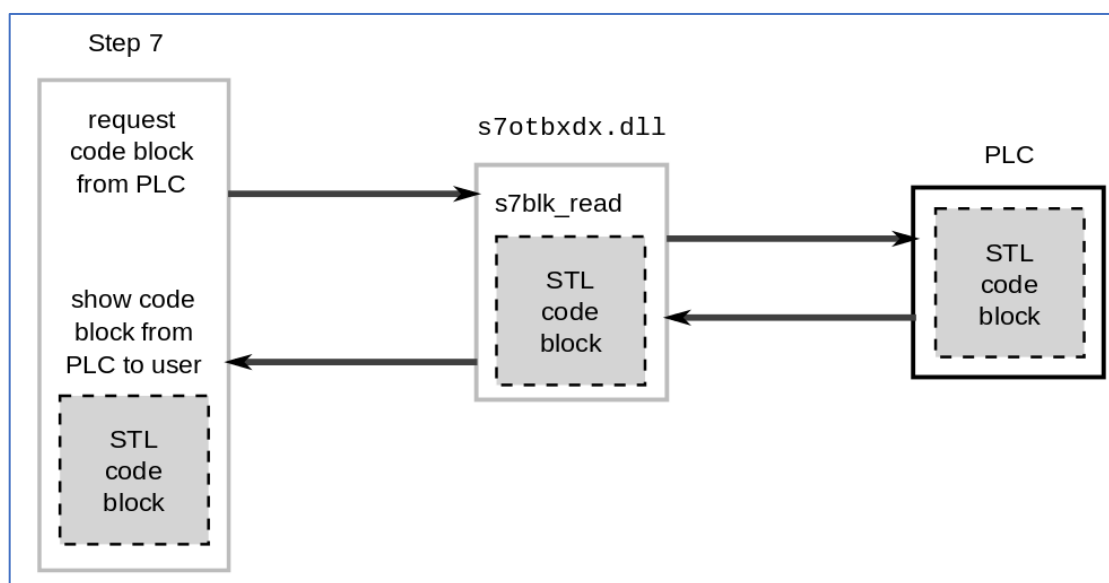 Step 7
request
code block
from PLC
show code
block from
PLC to user
STL
code
block
s7otbxdx.dll
s7blk_read
STL
code
block
PLC
STL
code
block